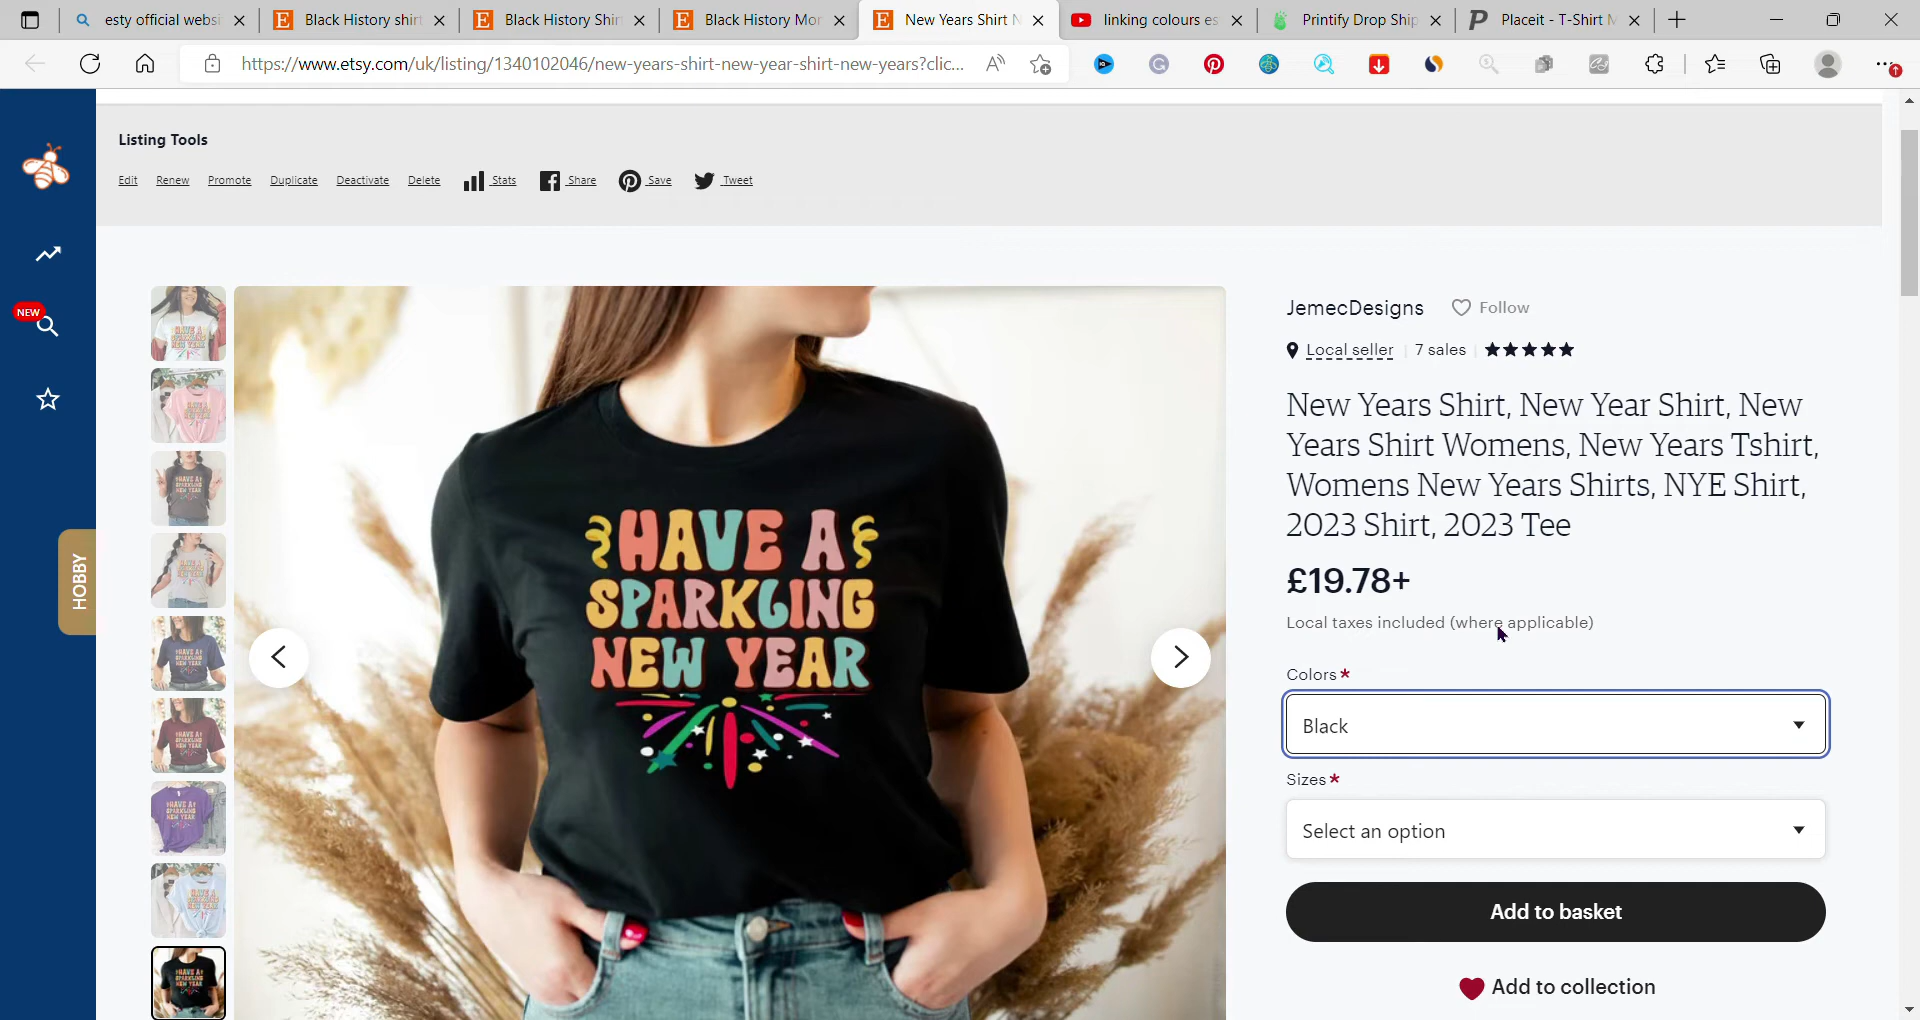 esty official websi
Black History shirt
Black History Shir
Black History Mor
New Years Shirt N
linking colours es
Printify Drop Ship
Placeit - T-Shirt M
https://www.etsy.com/uk/listing/1340102046/new-years-shirt-new-year-shirt-new-years?clic...
Listing Tools
Edit Renew Promote Duplicate Deactivate Delete Stats Share Save Tweet
NEW
HOBBY
HAVE A
SPARKLING
NEW YEAR
JemecDesigns Follow
Local seller 7 sales
New Years Shirt, New Year Shirt, New
Years Shirt Womens, New Years Tshirt,
Womens New Years Shirts, NYE Shirt,
2023 Shirt, 2023 Tee
£19.78+
Local taxes included (where applicable)
Colors*
Black
Sizes*
Select an option
Add to basket
Add to collection